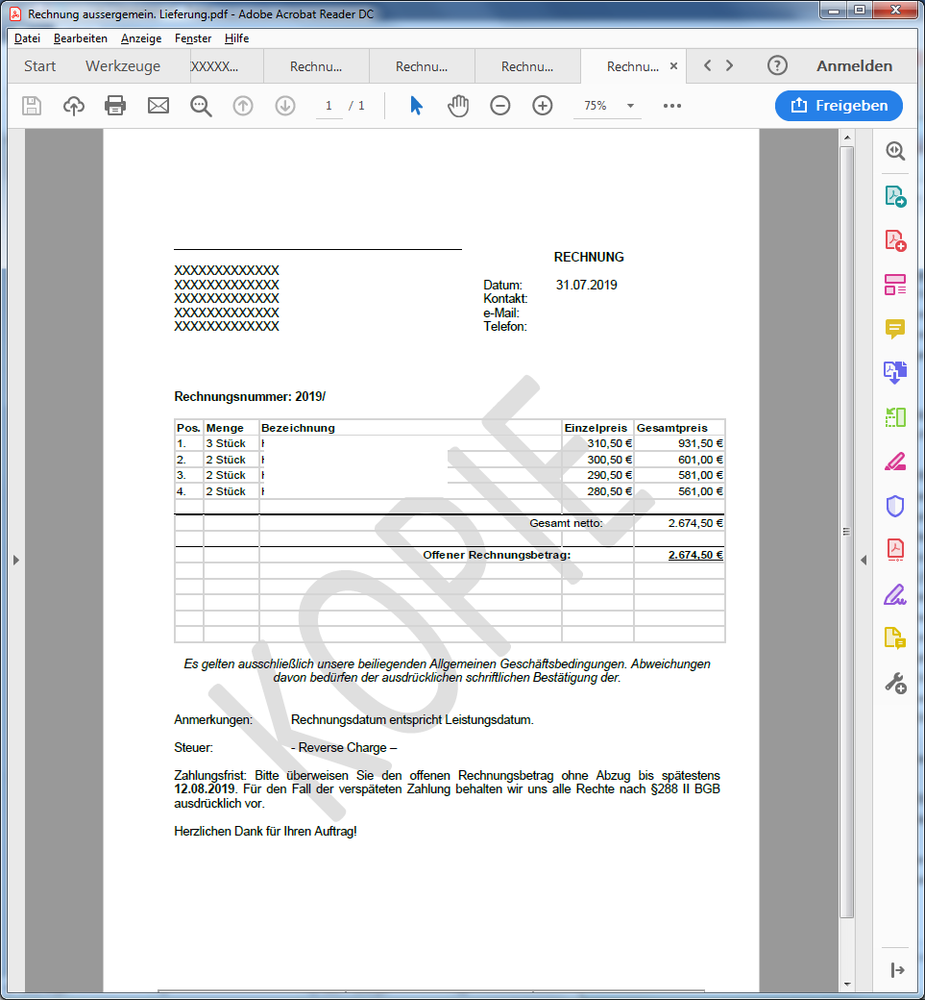 Rechnung aussergemein. Lieferung.pdf - Adobe Acrobat Reader DC
Datei Bearbeiten Anzeige Fenster Hilfe
Start Werkzeuge XXXXX... Rechnu... Rechnu... Rechnu... Rechnu... × ? Anmelden
1 / 1 75% Freigeben
RECHNUNG
XXXXXXXXXXXXX
XXXXXXXXXXXXX Datum: 31.07.2019
XXXXXXXXXXXXX Kontakt:
XXXXXXXXXXXXX e-Mail:
XXXXXXXXXXXXX Telefon:
Rechnungsnummer: 2019/
Pos. Menge Bezeichnung Einzelpreis Gesamtpreis
1. 3 Stück 310,50 € 931,50 €
2. 2 Stück 300,50 € 601,00 €
3. 2 Stück 290,50 € 581,00 €
4. 2 Stück 280,50 € 561,00 €
Gesamt netto: 2.674,50 €
Offener Rechnungsbetrag: 2.674,50 €
KOPIE
Es gelten ausschließlich unsere beiliegenden Allgemeinen Geschäftsbedingungen. Abweichungen
davon bedürfen der ausdrücklichen schriftlichen Bestätigung der.
Anmerkungen: Rechnungsdatum entspricht Leistungsdatum.
Steuer: - Reverse Charge –
Zahlungsfrist: Bitte überweisen Sie den offenen Rechnungsbetrag ohne Abzug bis spätestens
12.08.2019. Für den Fall der verspäteten Zahlung behalten wir uns alle Rechte nach §288 II BGB
ausdrücklich vor.
Herzlichen Dank für Ihren Auftrag!